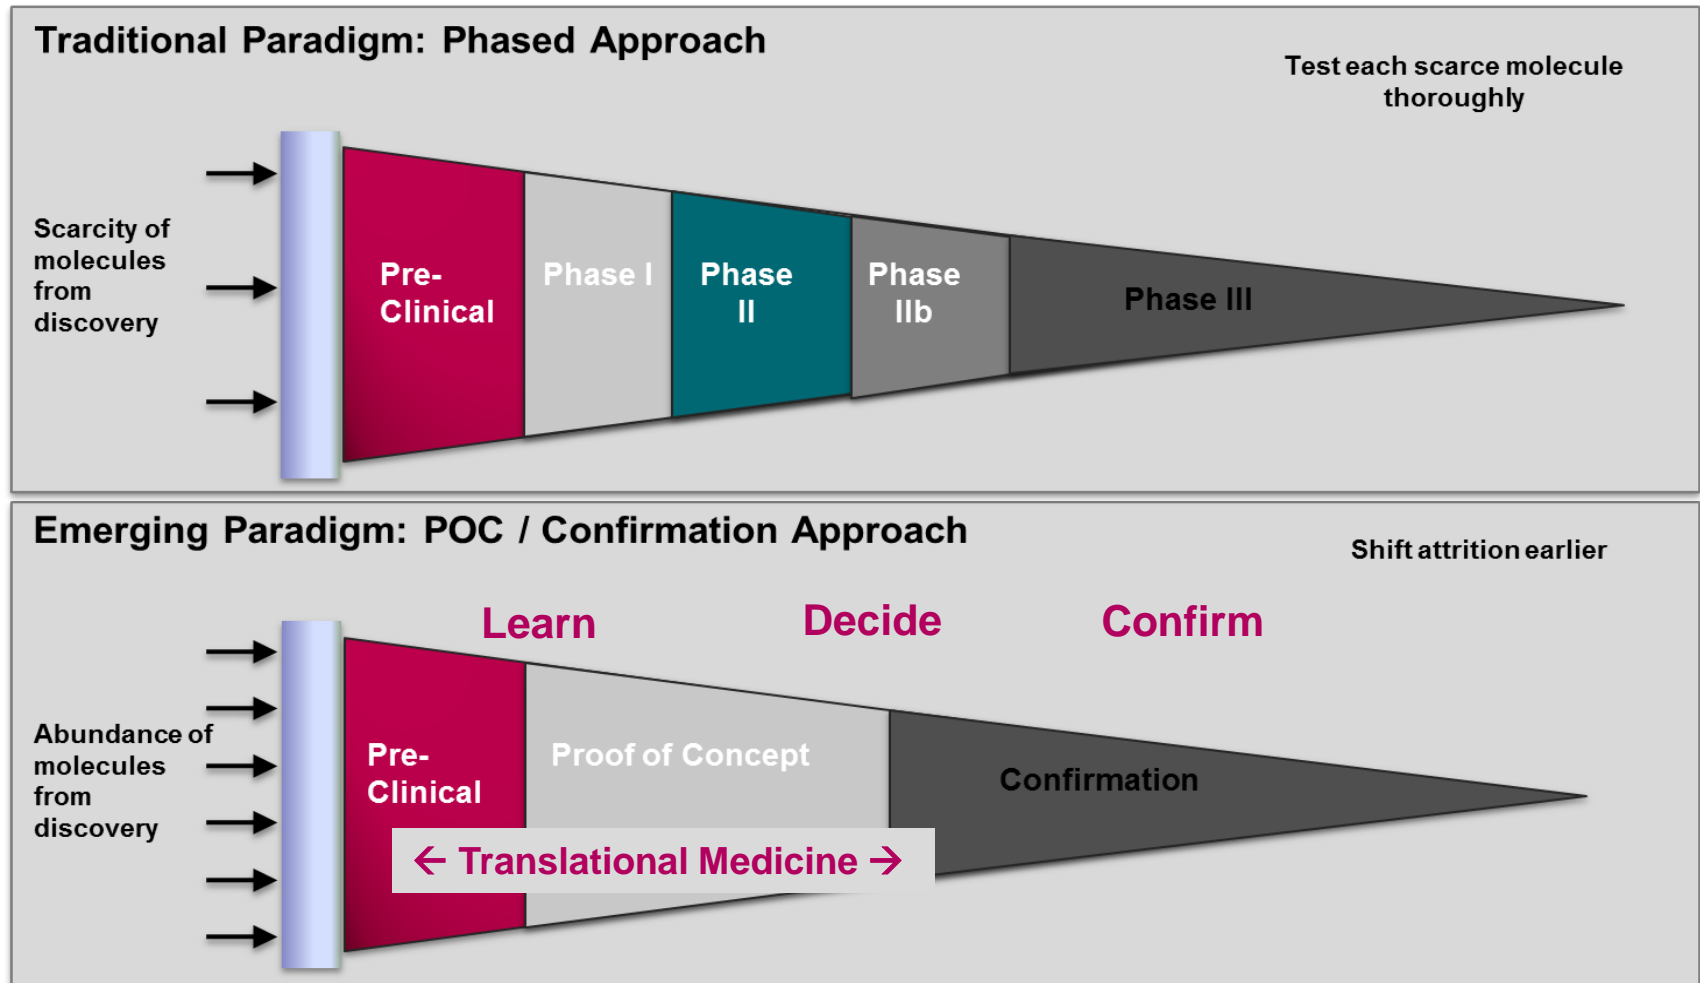 Traditional Paradigm: Phased Approach
Test each scarce molecule
thoroughly
Scarcity of
molecules
from
discovery
Pre-
Clinical
Phase I
Phase
II
Phase
IIb
Phase III
Emerging Paradigm: POC / Confirmation Approach
Shift attrition earlier
Learn
Decide
Confirm
Abundance of
molecules
from
discovery
Pre-
Clinical
Proof of Concept
Confirmation
← Translational Medicine →